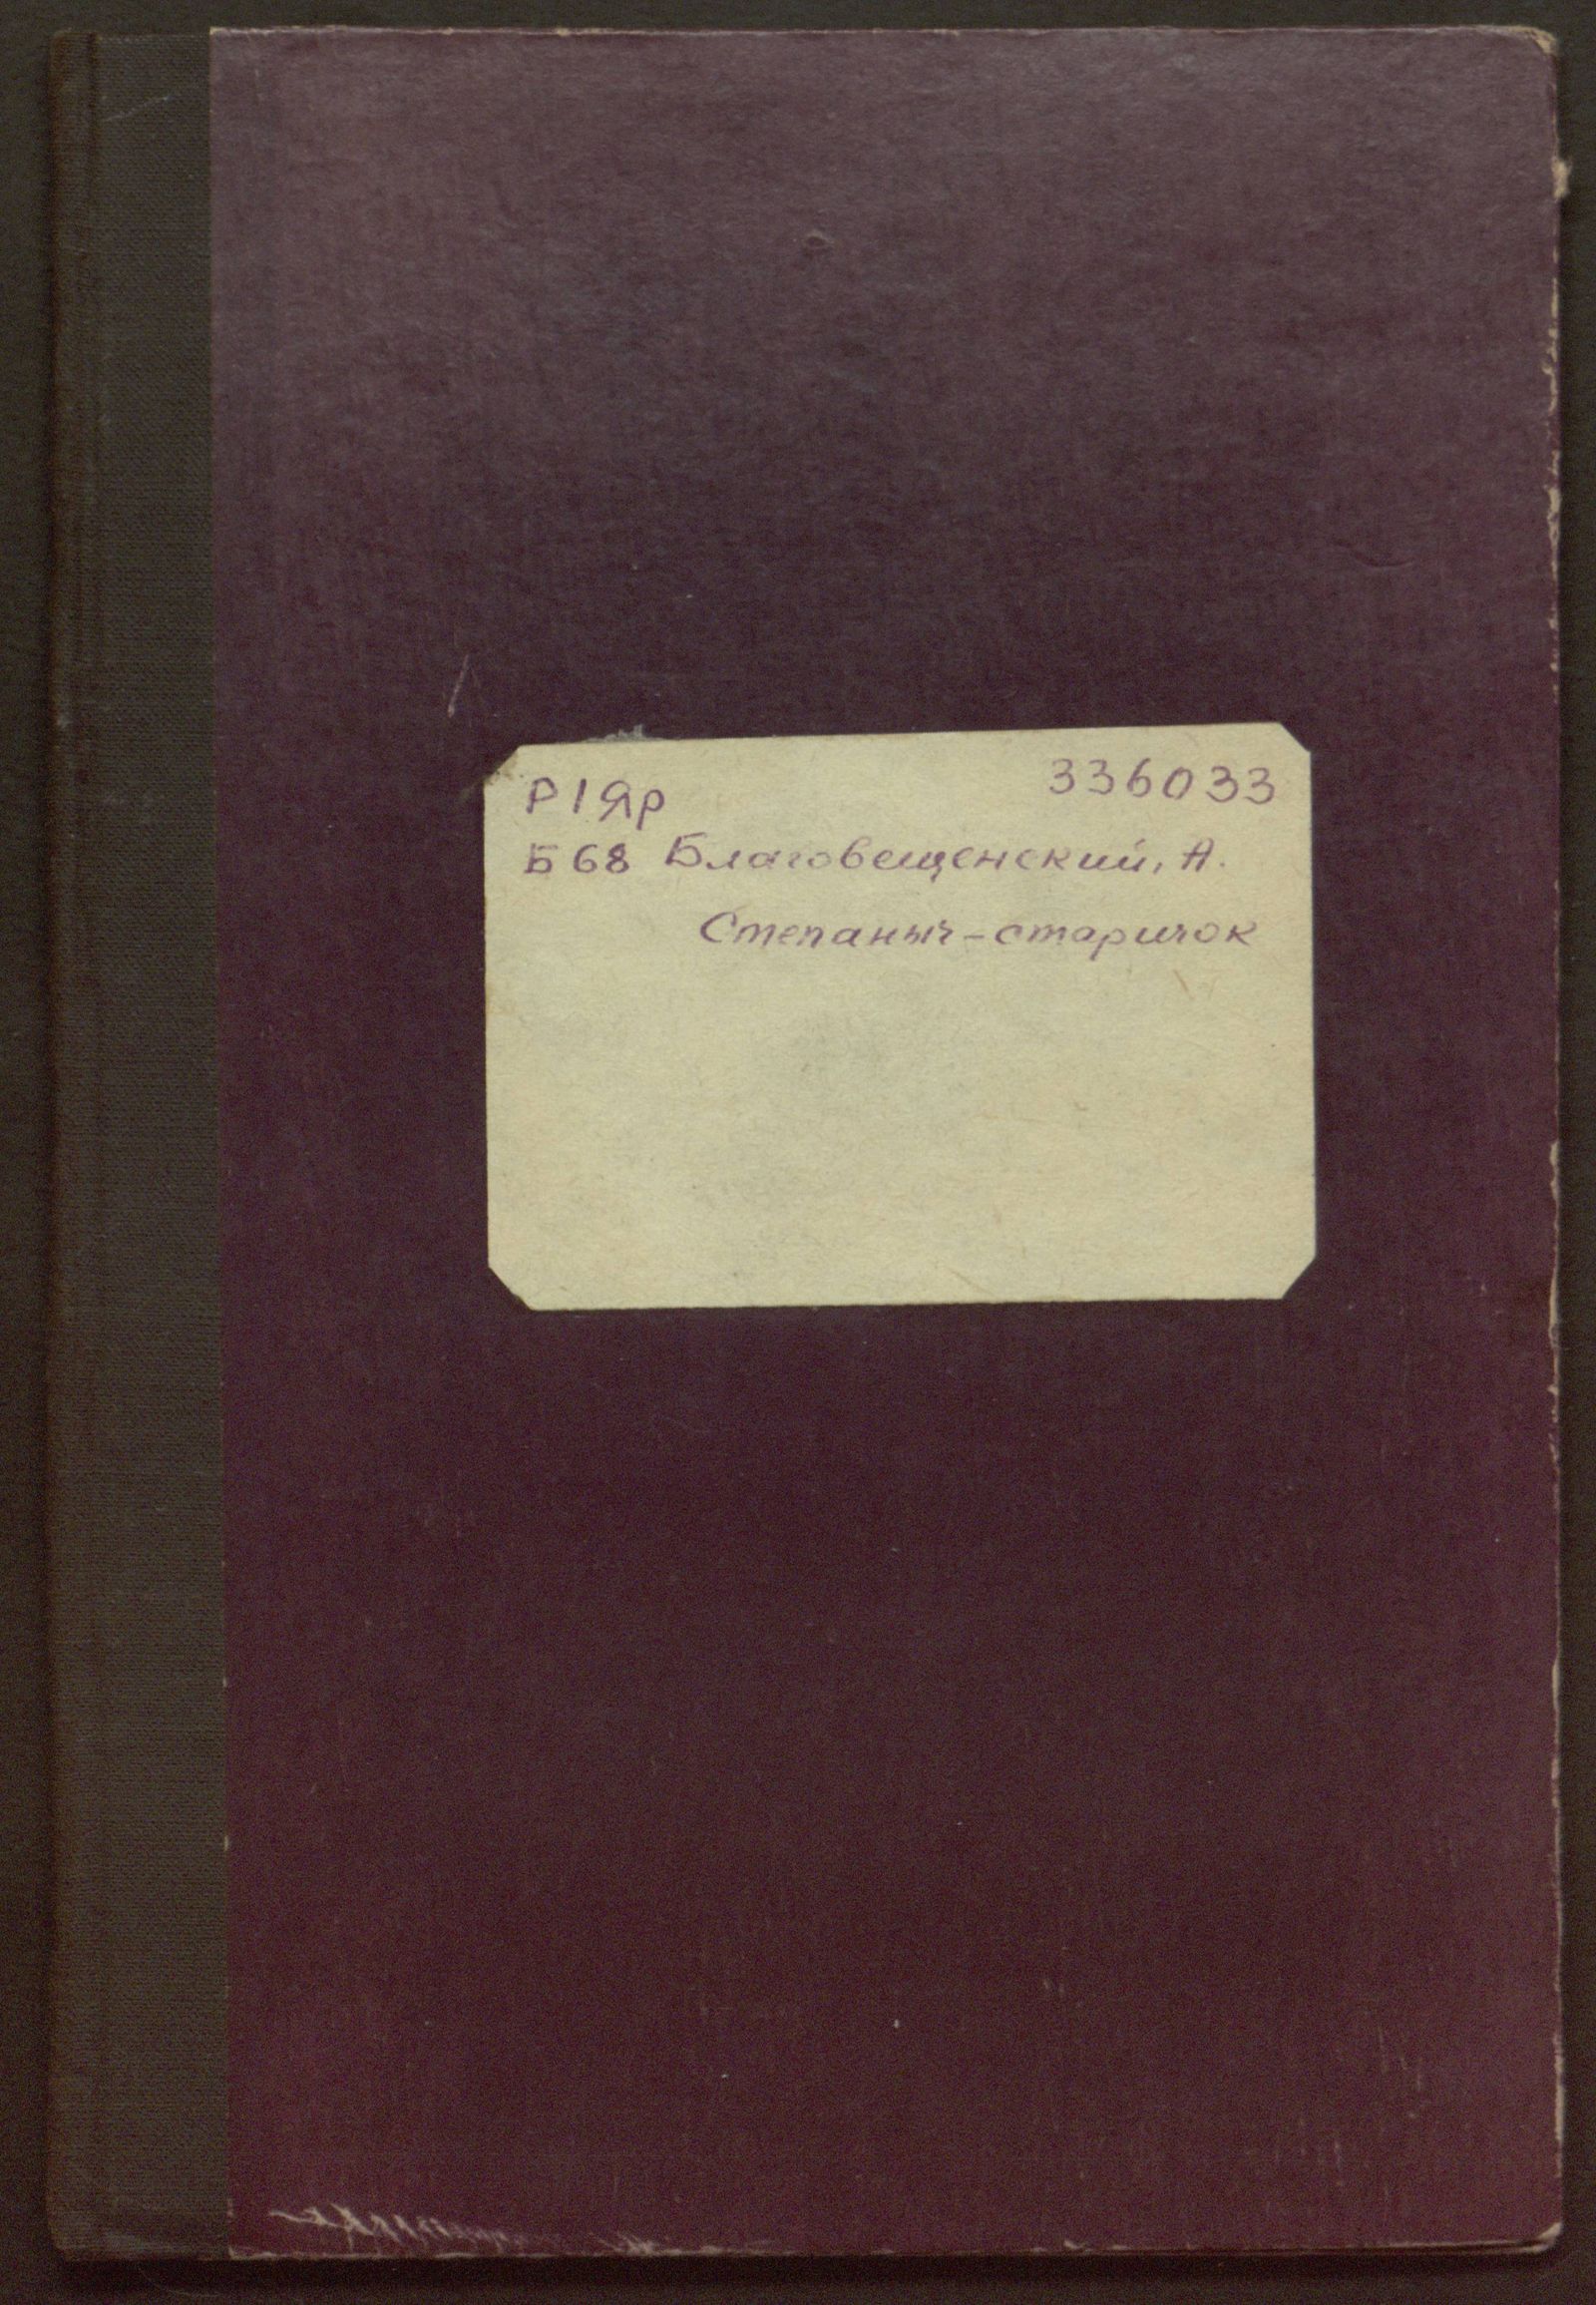 Р1Яр 336033
Б68 Благовещенский, А.
Степаныч-старичок